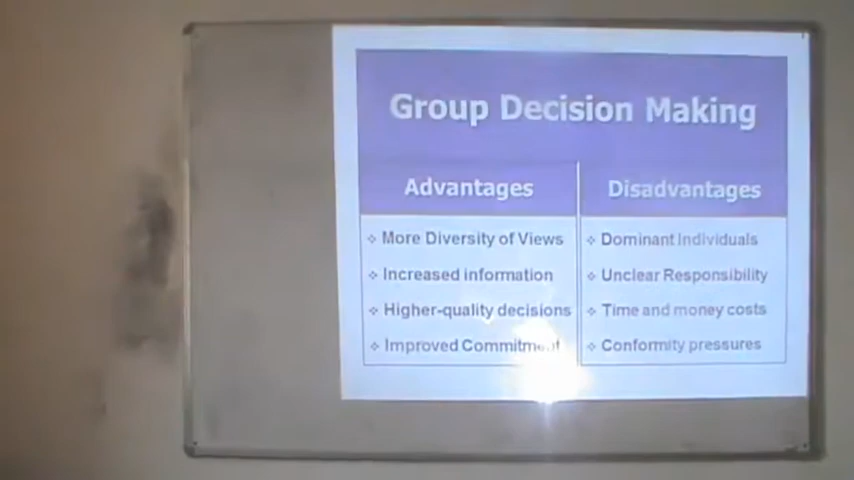 Group Decision Making
Advantages
Disadvantages
❖ More Diversity of Views
❖ Increased information
❖ Higher-quality decisions
❖ Improved Commitment
❖ Dominant Individuals
❖ Unclear Responsibility
❖ Time and money costs
❖ Conformity pressures